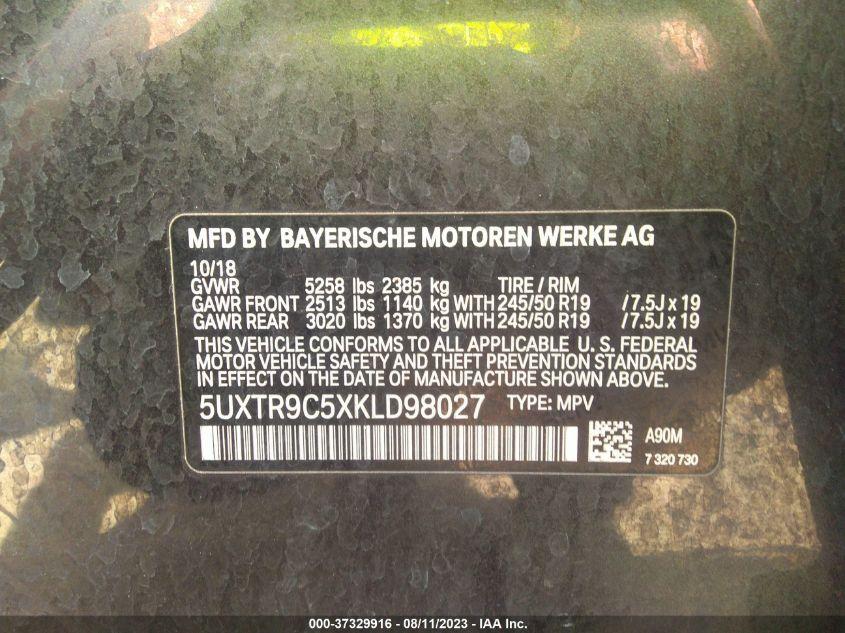 MFD BY BAYERISCHE MOTOREN WERKE AG
10/18
GVWR 5258 lbs 2385 kg TIRE / RIM
GAWR FRONT 2513 lbs 1140 kg WITH 245/50 R19 / 7.5J x 19
GAWR REAR 3020 lbs 1370 kg WITH 245/50 R19 / 7.5J x 19
THIS VEHICLE CONFORMS TO ALL APPLICABLE U. S. FEDERAL
MOTOR VEHICLE SAFETY AND THEFT PREVENTION STANDARDS
IN EFFECT ON THE DATE OF MANUFACTURE SHOWN ABOVE.
5UXTR9C5XKLD98027 TYPE: MPV
A90M
7 320 730
000-37329916 - 08/11/2023 - IAA Inc.